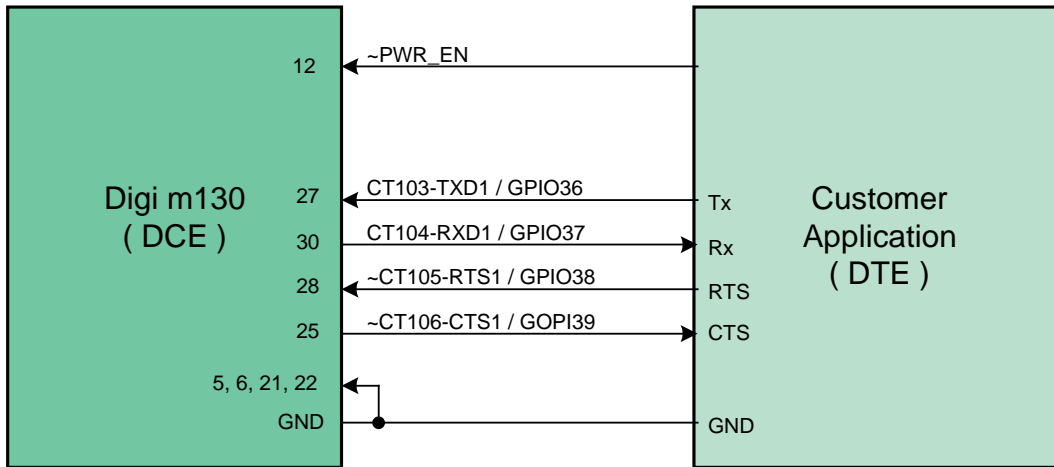 12
~PWR_EN
Digi m130
( DCE )
27
CT103-TXD1 / GPIO36
Tx
30
CT104-RXD1 / GPIO37
Rx
28
~CT105-RTS1 / GPIO38
RTS
25
~CT106-CTS1 / GOPI39
CTS
Customer
Application
( DTE )
5, 6, 21, 22
GND
GND